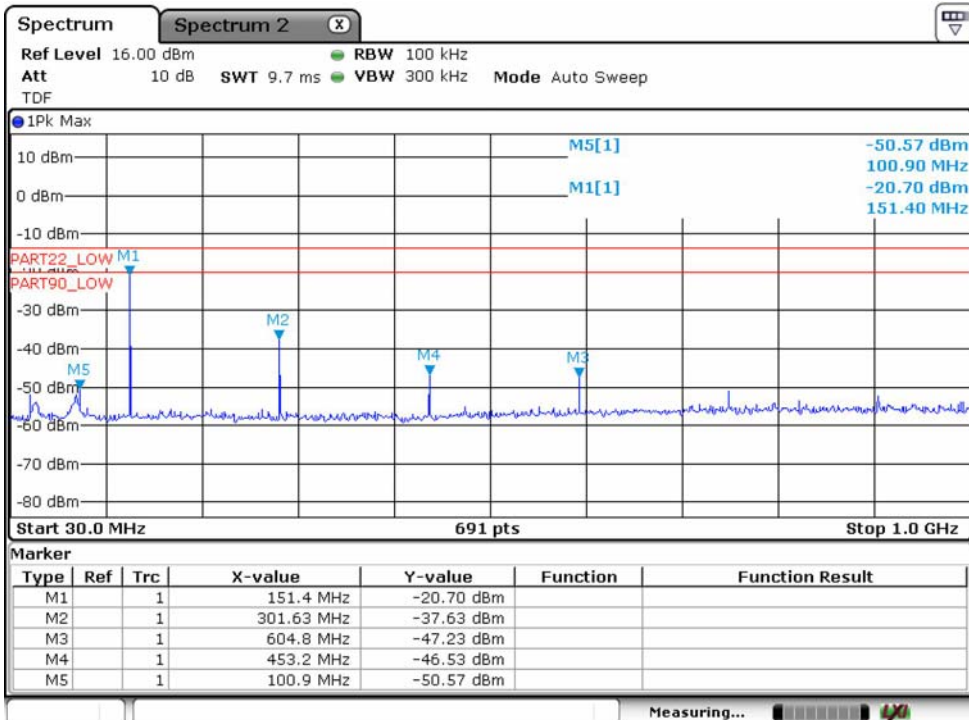 Spectrum Spectrum 2 X
Ref Level 16.00 dBm RBW 100 kHz
Att 10 dB SWT 9.7 ms VBW 300 kHz Mode Auto Sweep
TDF
1Pk Max
M5[1] -50.57 dBm
100.90 MHz
M1[1] -20.70 dBm
151.40 MHz
10 dBm
0 dBm
-10 dBm
PART22_LOW M1
PART90_LOW
-30 dBm
M2
-40 dBm
M4 M3
M5
-50 dBm
-60 dBm
-70 dBm
-80 dBm
Start 30.0 MHz 691 pts Stop 1.0 GHz
Marker
Type Ref Trc X-value Y-value Function Function Result
M1 1 151.4 MHz -20.70 dBm
M2 1 301.63 MHz -37.63 dBm
M3 1 604.8 MHz -47.23 dBm
M4 1 453.2 MHz -46.53 dBm
M5 1 100.9 MHz -50.57 dBm
Measuring... LXI